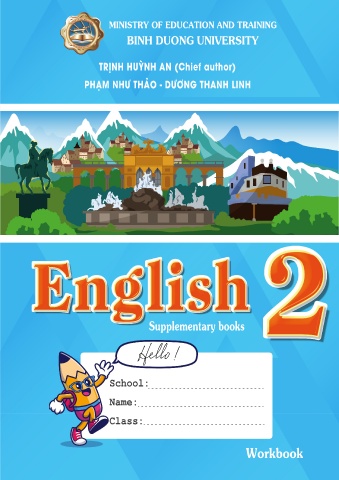 MINISTRY OF EDUCATION AND TRAINING
BINH DUONG UNIVERSITY
TRỊNH HUỲNH AN (Chief author)
PHẠM NHƯ THẢO - DƯƠNG THANH LINH
English 2
Supplementary books
Hello!
School:
Name:
Class:
Workbook